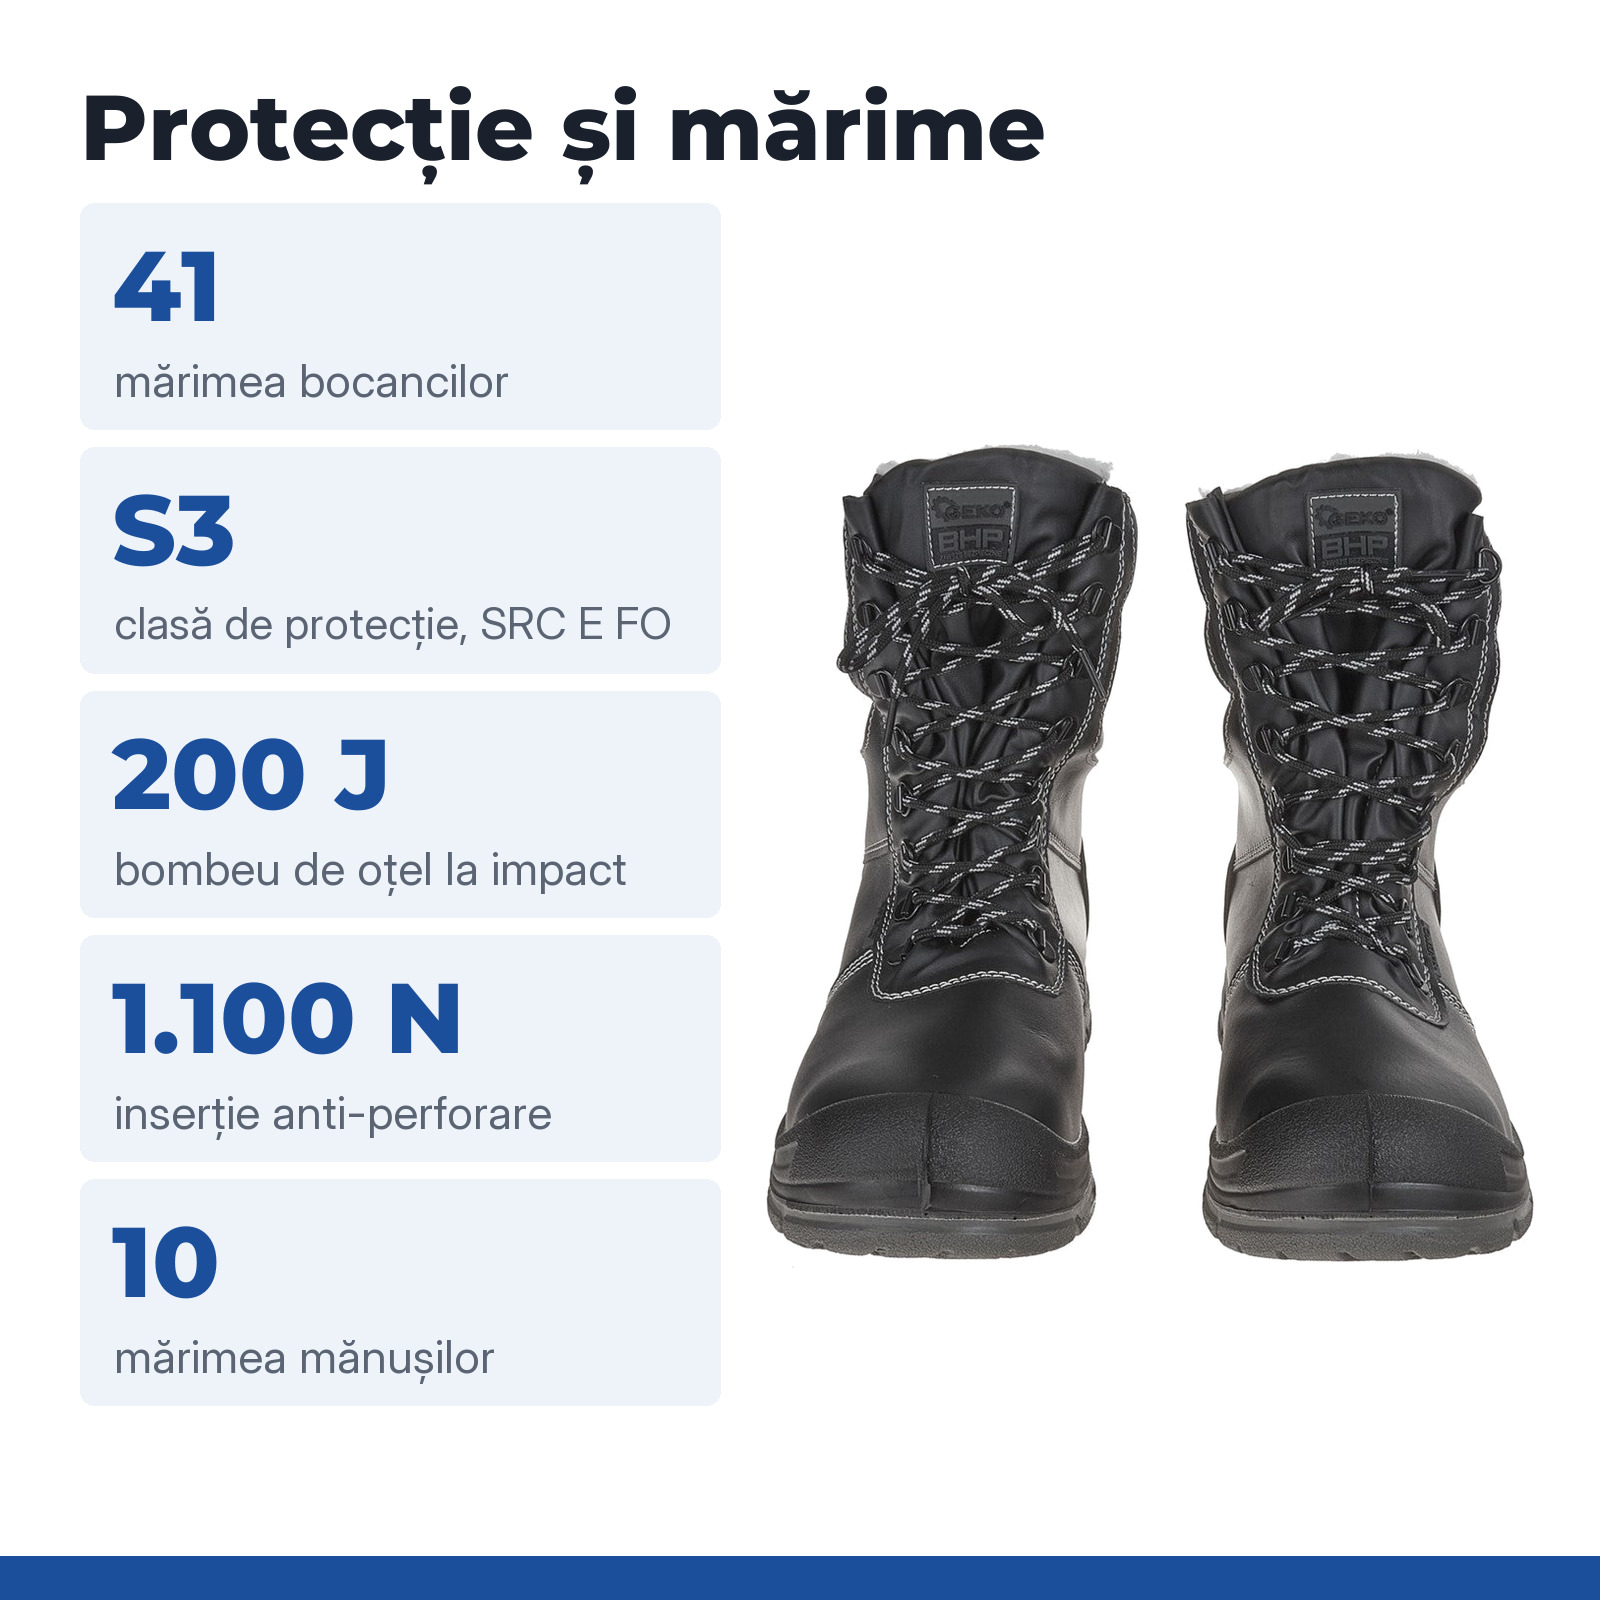 Protecție și mărime
41
mărimea bocancilor
S3
clasă de protecție, SRC E FO
200 J
bombeu de oțel la impact
1.100 N
inserție anti-perforare
10
mărimea mănușilor
GEKO
BHP
GEKO
BHP